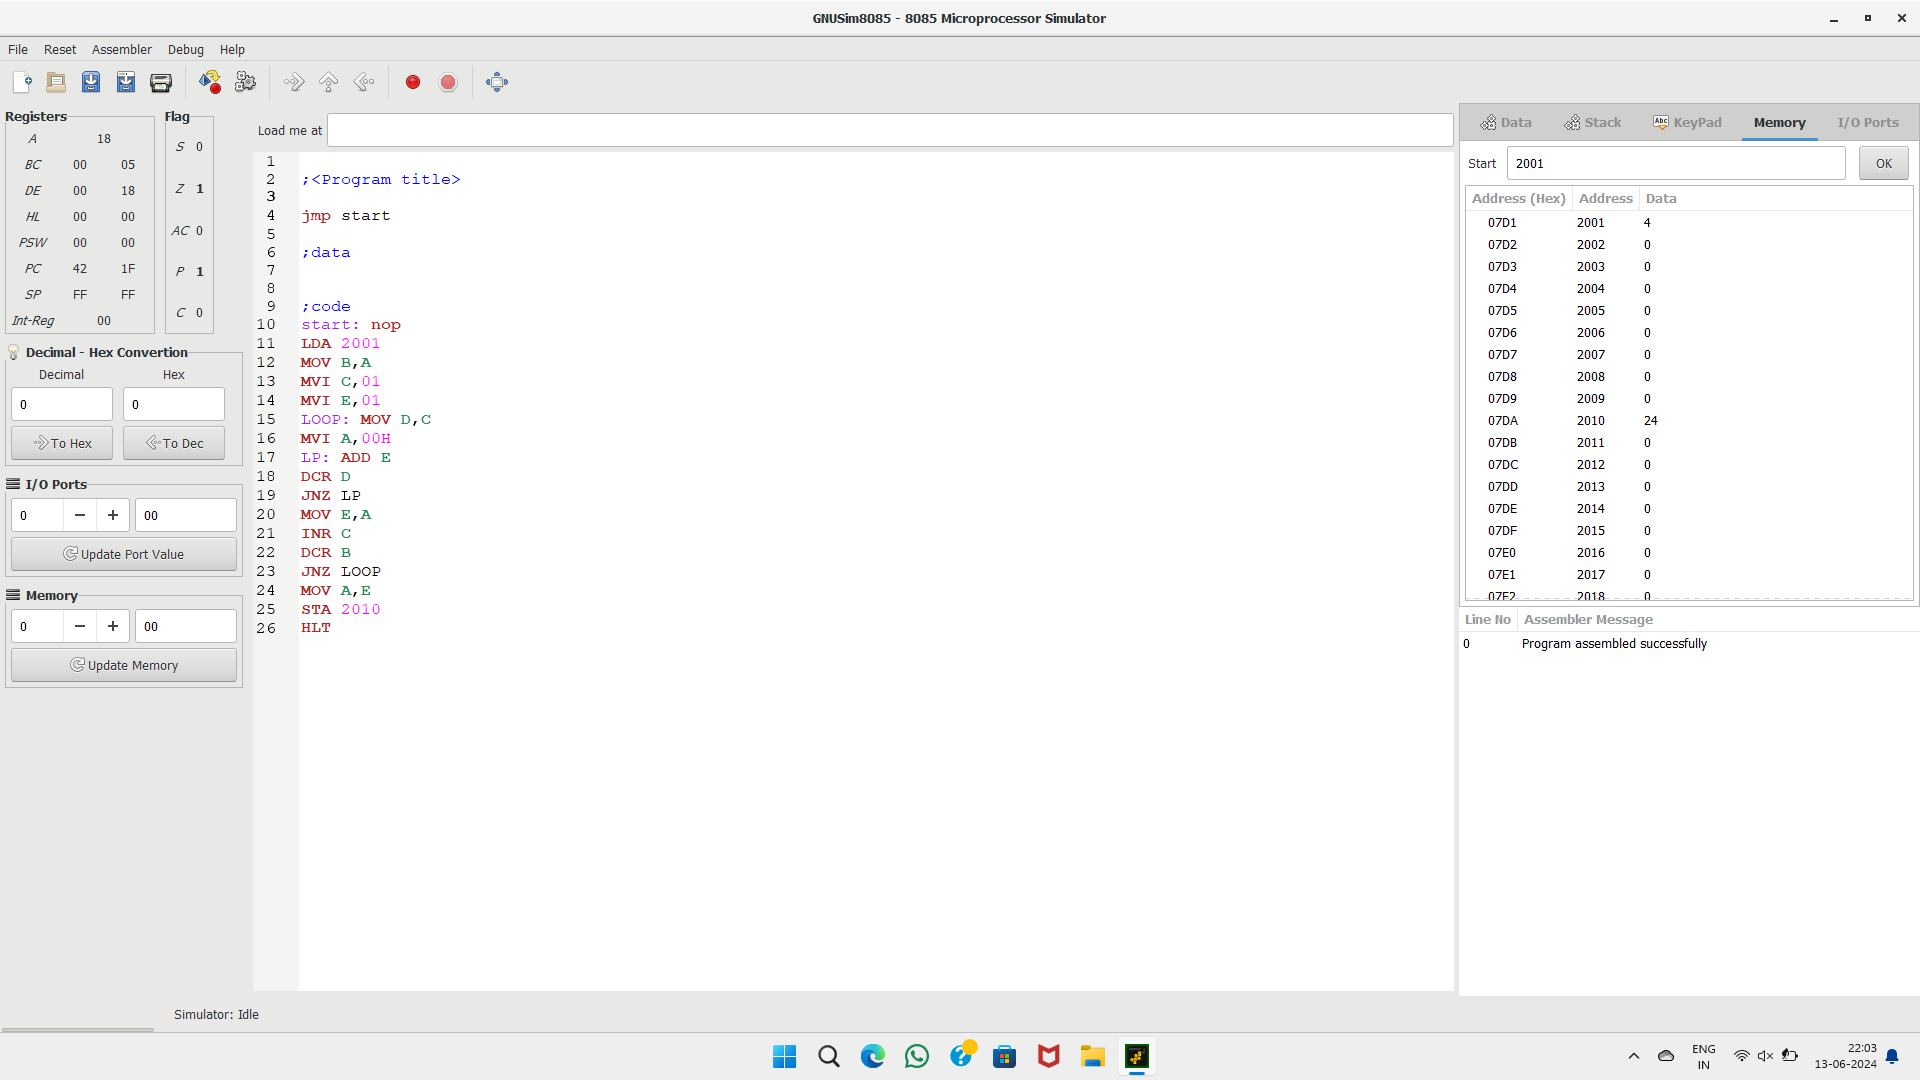 GNUSim8085 - 8085 Microprocessor Simulator
File Reset Assembler Debug Help
Registers
A 18
BC 00 05
DE 00 18
HL 00 00
PSW 00 00
PC 42 1F
SP FF FF
Int-Reg 00
Flag
S 0
Z 1
AC 0
P 1
C 0
Decimal - Hex Convertion
Decimal Hex
0 0
To Hex To Dec
I/O Ports
0 − + 00
Update Port Value
Memory
0 − + 00
Update Memory
Load me at
1
2 ;<Program title>
3
4 jmp start
5
6 ;data
7
8
9 ;code
10 start: nop
11 LDA 2001
12 MOV B,A
13 MVI C,01
14 MVI E,01
15 LOOP: MOV D,C
16 MVI A,00H
17 LP: ADD E
18 DCR D
19 JNZ LP
20 MOV E,A
21 INR C
22 DCR B
23 JNZ LOOP
24 MOV A,E
25 STA 2010
26 HLT
Data Stack Abc KeyPad Memory I/O Ports
Start 2001 OK
Address (Hex) Address Data
07D1 2001 4
07D2 2002 0
07D3 2003 0
07D4 2004 0
07D5 2005 0
07D6 2006 0
07D7 2007 0
07D8 2008 0
07D9 2009 0
07DA 2010 24
07DB 2011 0
07DC 2012 0
07DD 2013 0
07DE 2014 0
07DF 2015 0
07E0 2016 0
07E1 2017 0
07E2 2018 0
Line No Assembler Message
0 Program assembled successfully
Simulator: Idle
ENG
IN
22:03
13-06-2024